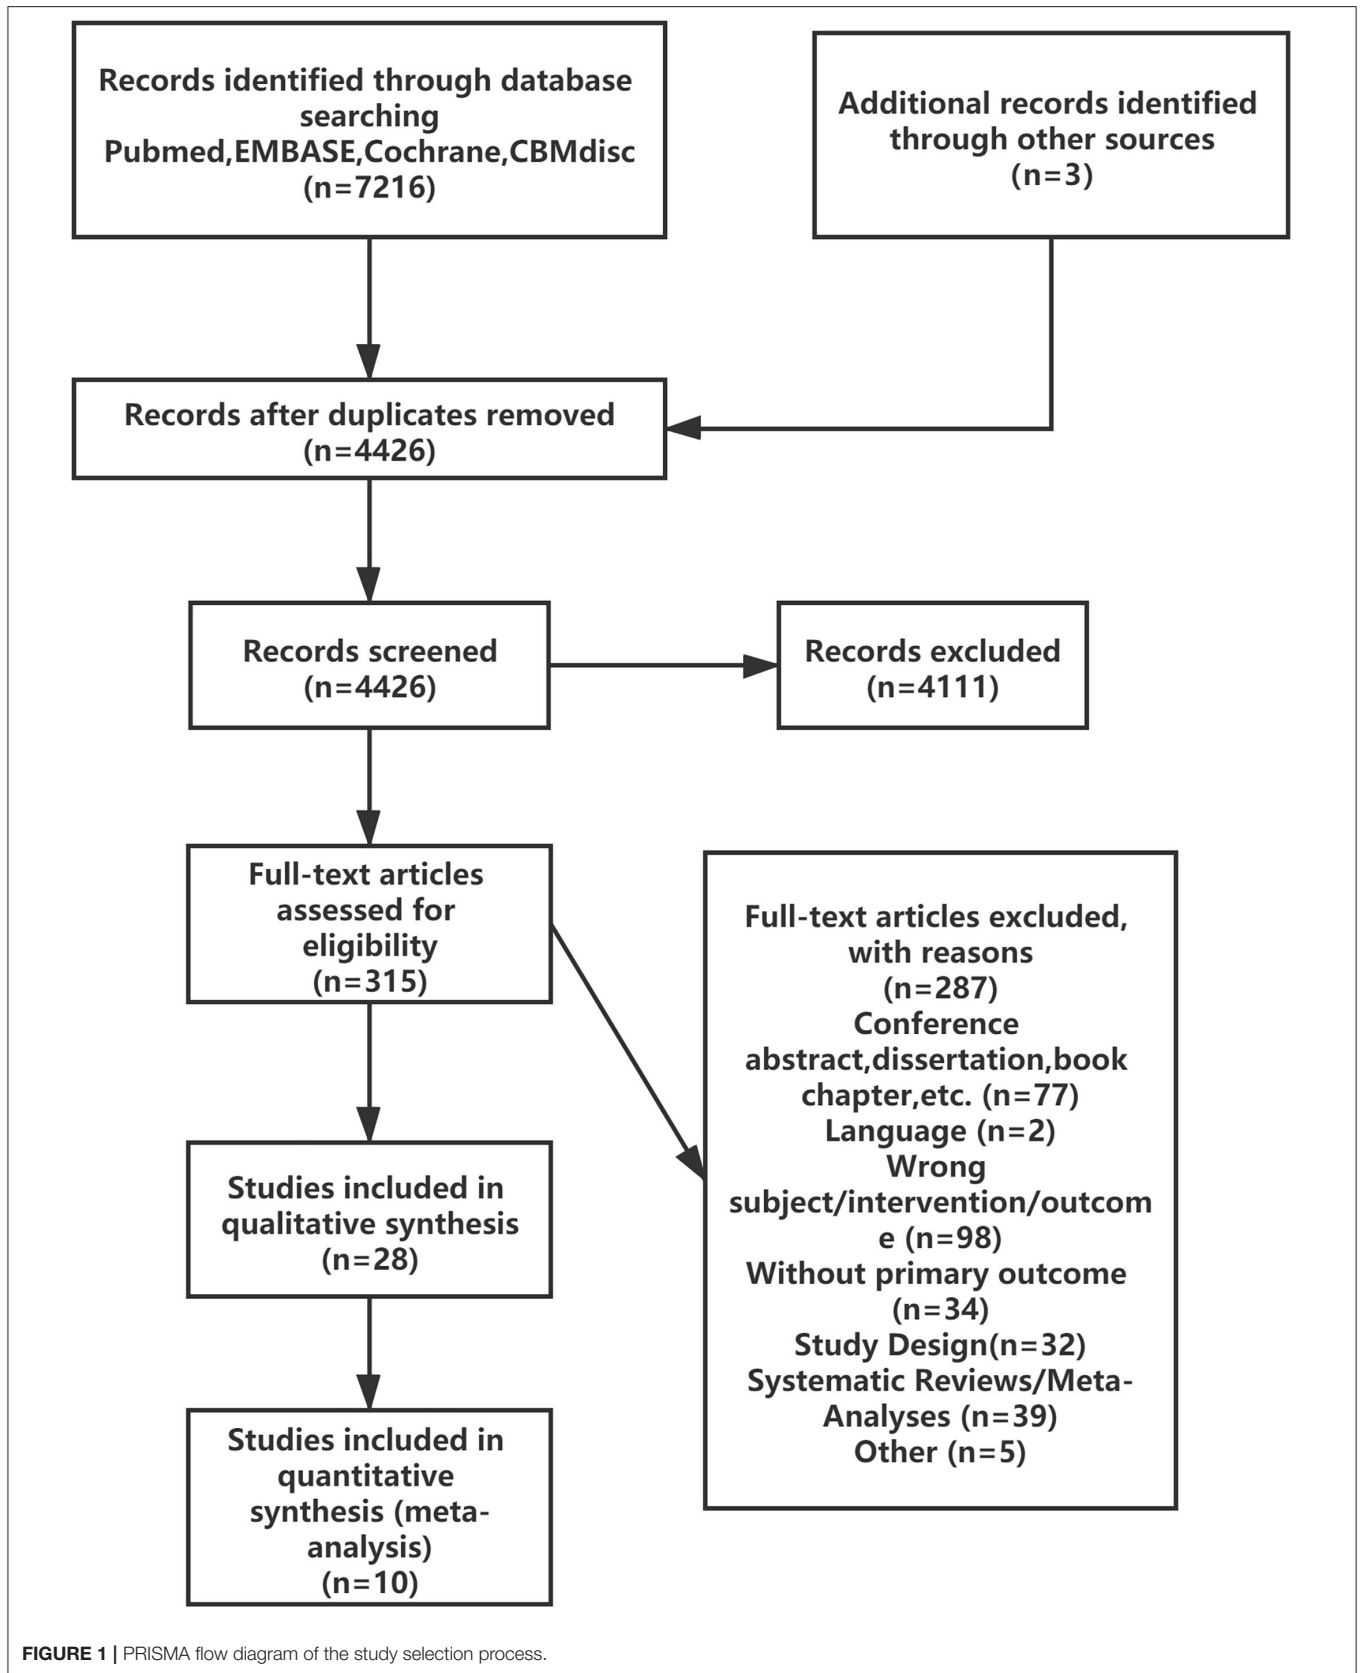 Records identified through database
searching
Pubmed,EMBASE,Cochrane,CBMdisc
(n=7216)
Additional records identified
through other sources
(n=3)
Records after duplicates removed
(n=4426)
Records screened
(n=4426)
Records excluded
(n=4111)
Full-text articles
assessed for
eligibility
(n=315)
Full-text articles excluded,
with reasons
(n=287)
Conference
abstract,dissertation,book
chapter,etc. (n=77)
Language (n=2)
Wrong
subject/intervention/outcom
e (n=98)
Without primary outcome
(n=34)
Study Design(n=32)
Systematic Reviews/Meta-
Analyses (n=39)
Other (n=5)
Studies included in
qualitative synthesis
(n=28)
Studies included in
quantitative
synthesis (meta-
analysis)
(n=10)
FIGURE 1 | PRISMA flow diagram of the study selection process.